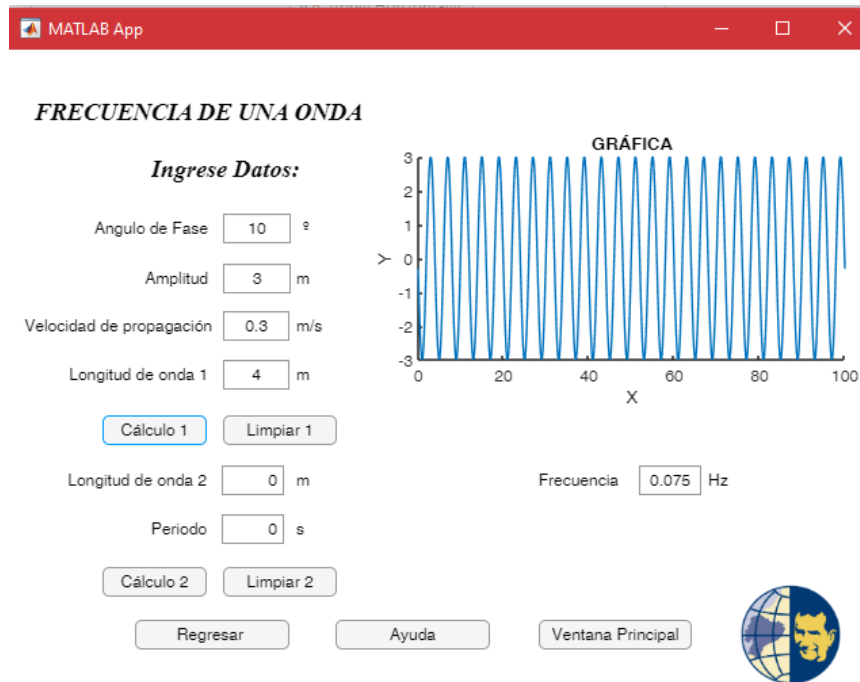 MATLAB App
FRECUENCIA DE UNA ONDA
Ingrese Datos:
Angulo de Fase 10 º
Amplitud 3 m
Velocidad de propagación 0.3 m/s
Longitud de onda 1 4 m
Cálculo 1 Limpiar 1
Longitud de onda 2 0 m
Periodo 0 s
Cálculo 2 Limpiar 2
GRÁFICA
3
2
1
0
-1
-2
-3
Y
0 20 40 60 80 100
X
Frecuencia 0.075 Hz
Regresar Ayuda Ventana Principal